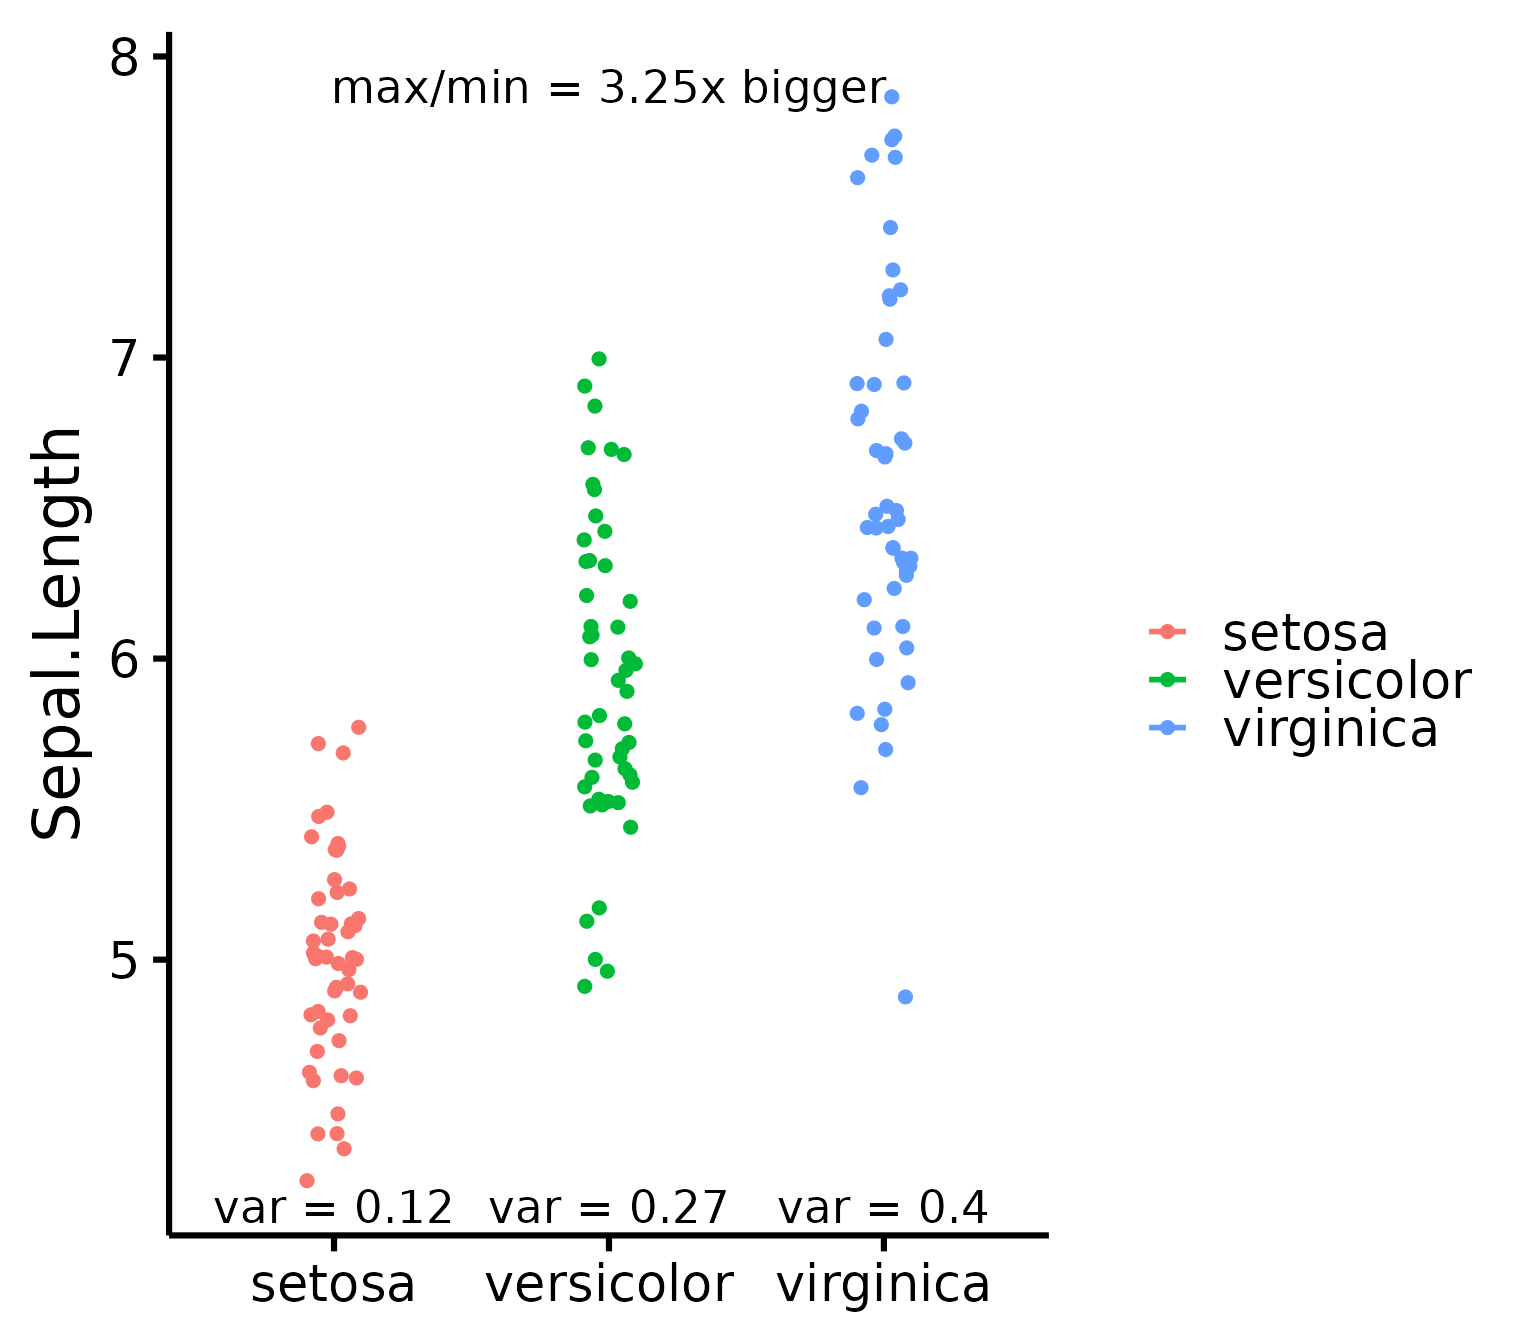 max/min = 3.25x bigger
8
7
6
5
Sepal.Length
var = 0.12
var = 0.27
var = 0.4
setosa
versicolor
virginica
setosa
versicolor
virginica